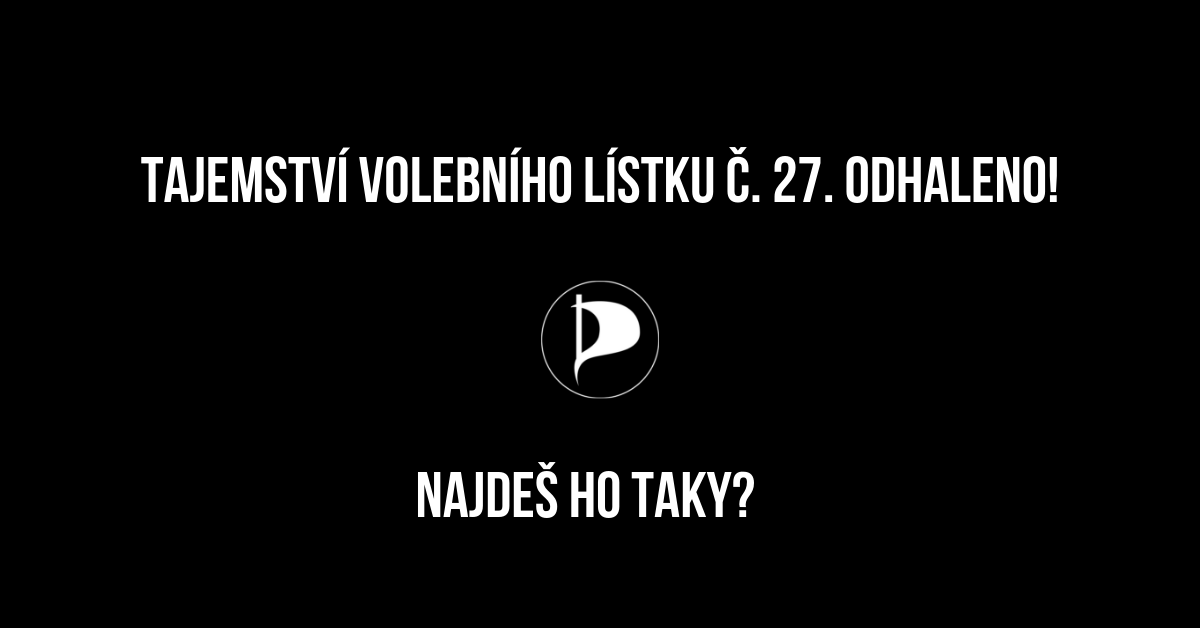 TAJEMSTVÍ VOLEBNÍHO LÍSTKU Č. 27. ODHALENO!
NAJDEŠ HO TAKY?